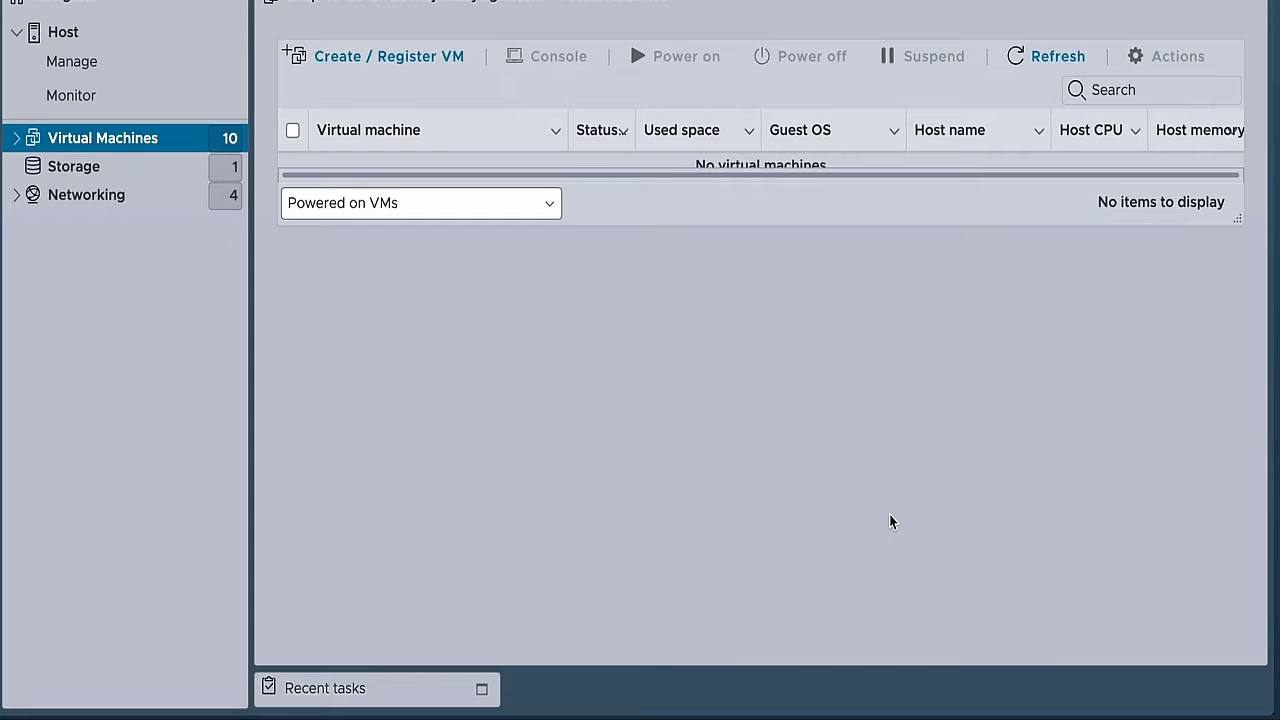 Host
Manage
Monitor
Virtual Machines 10
Storage 1
Networking 4
Create / Register VM | Console | Power on Power off Suspend | Refresh | Actions
Search
Virtual machine Status Used space Guest OS Host name Host CPU Host memory
No virtual machines
Powered on VMs
No items to display
Recent tasks